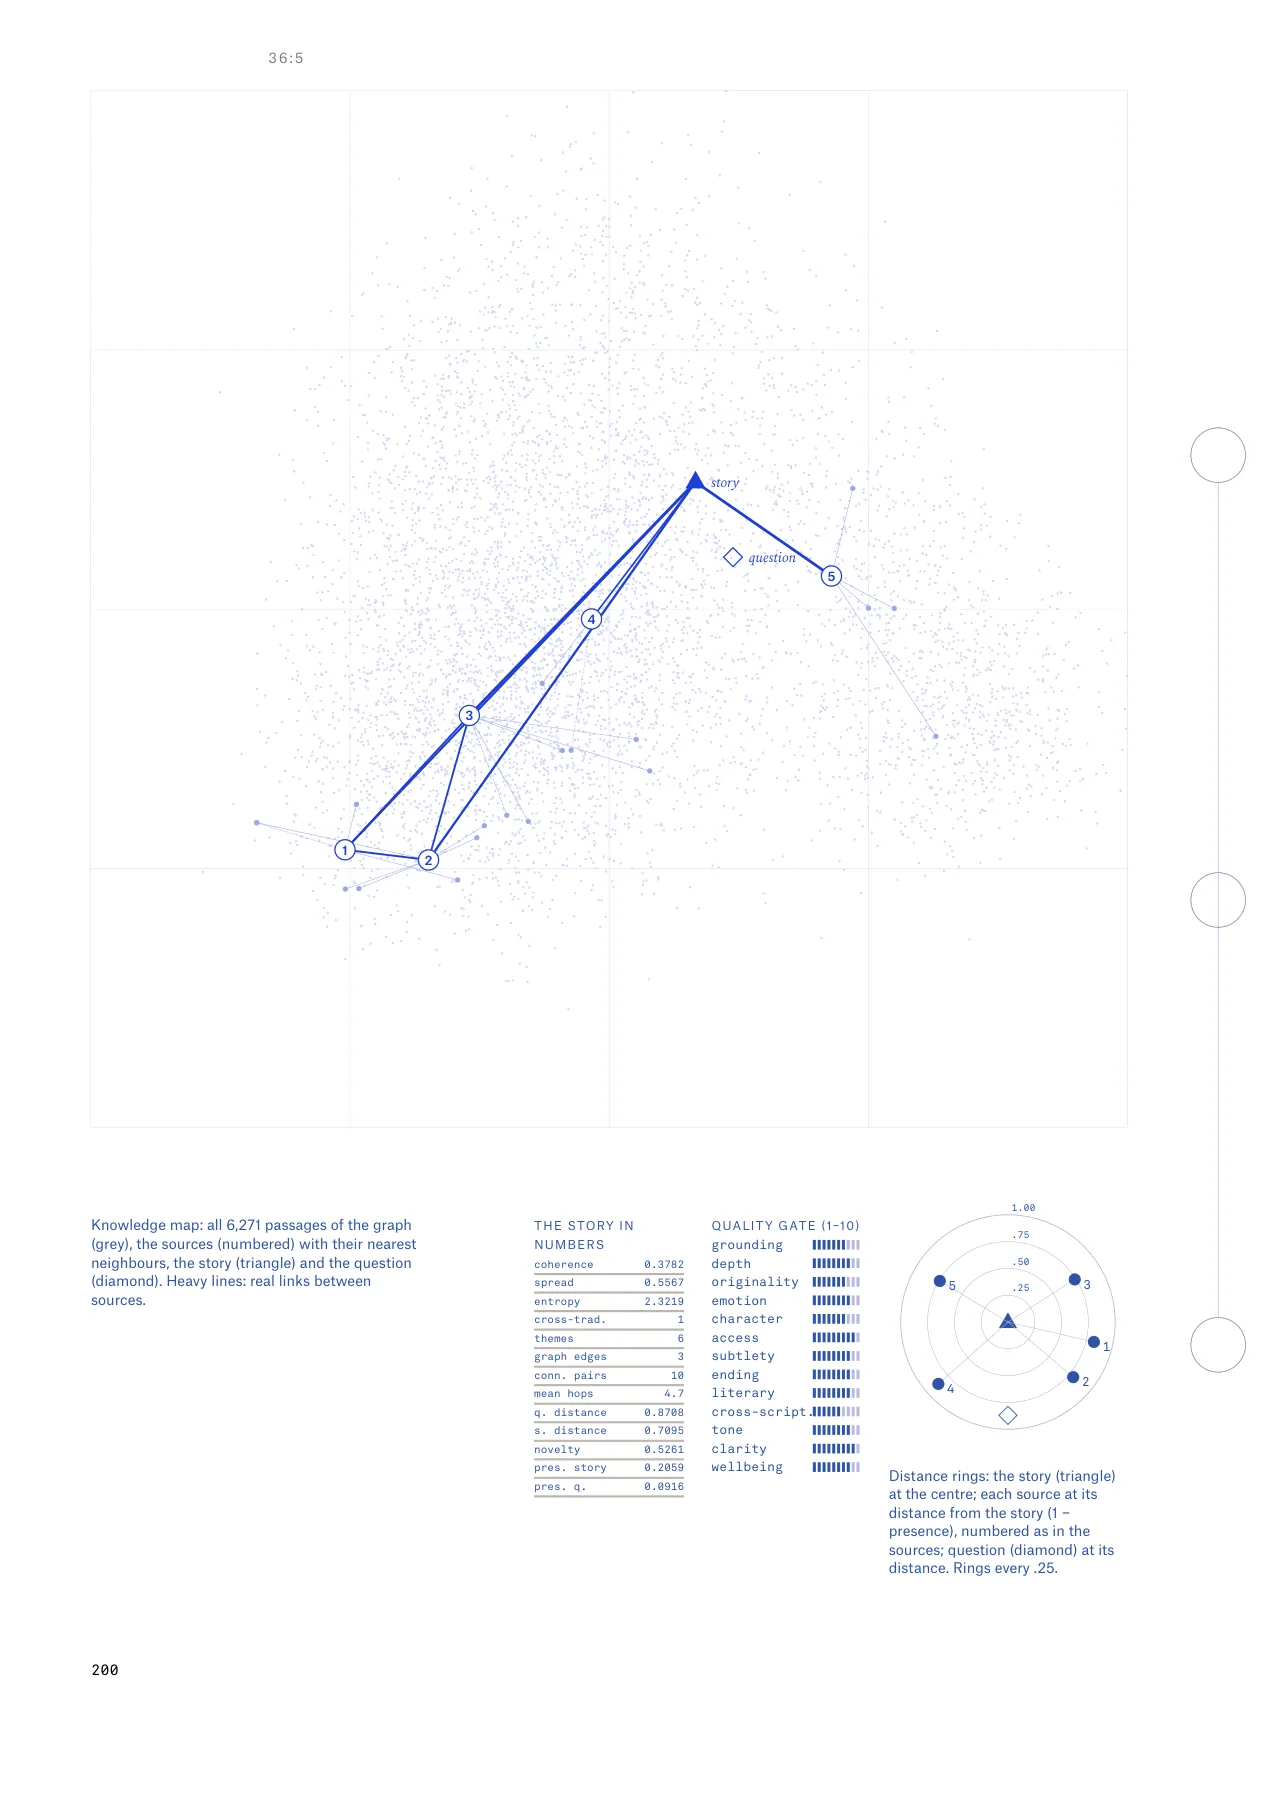 36:5
story
question
5
4
3
1
2
Knowledge map: all 6,271 passages of the graph
(grey), the sources (numbered) with their nearest
neighbours, the story (triangle) and the question
(diamond). Heavy lines: real links between
sources.
THE STORY IN
NUMBERS
coherence 0.3782
spread 0.5567
entropy 2.3219
cross-trad. 1
themes 6
graph edges 3
conn. pairs 10
mean hops 4.7
q. distance 0.8708
s. distance 0.7095
novelty 0.5261
pres. story 0.2059
pres. q. 0.0916
QUALITY GATE (1–10)
grounding
depth
originality
emotion
character
access
subtlety
ending
literary
cross-script.
tone
clarity
wellbeing
1.00
.75
.50
.25
5
3
1
2
4
Distance rings: the story (triangle)
at the centre; each source at its
distance from the story (1 –
presence), numbered as in the
sources; question (diamond) at its
distance. Rings every .25.
200